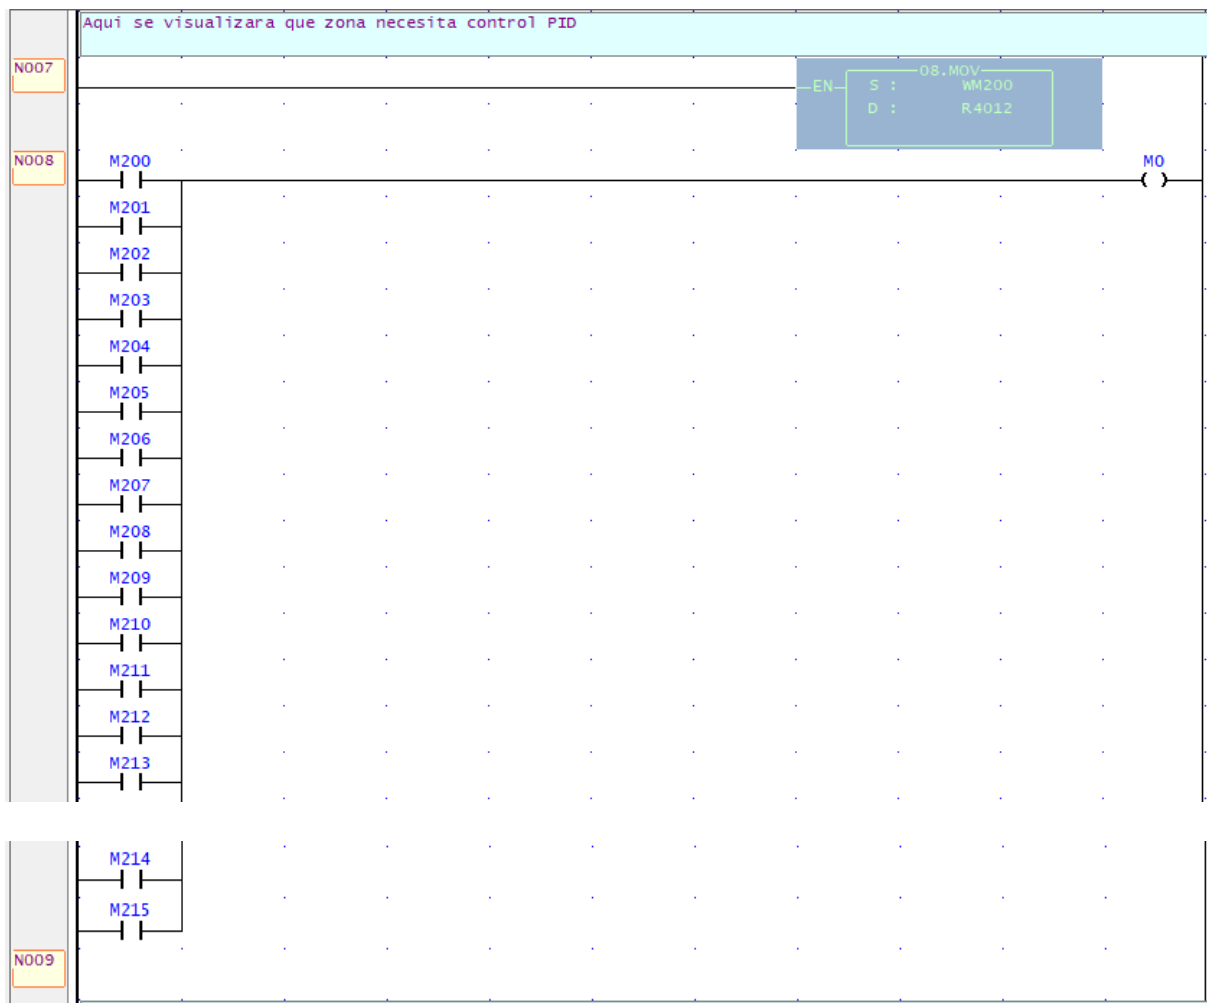 Aqui se visualizara que zona necesita control PID
N007
08.MOV
EN
S : WM200
D : R4012
N008
M200
M0
M201
M202
M203
M204
M205
M206
M207
M208
M209
M210
M211
M212
M213
M214
M215
N009